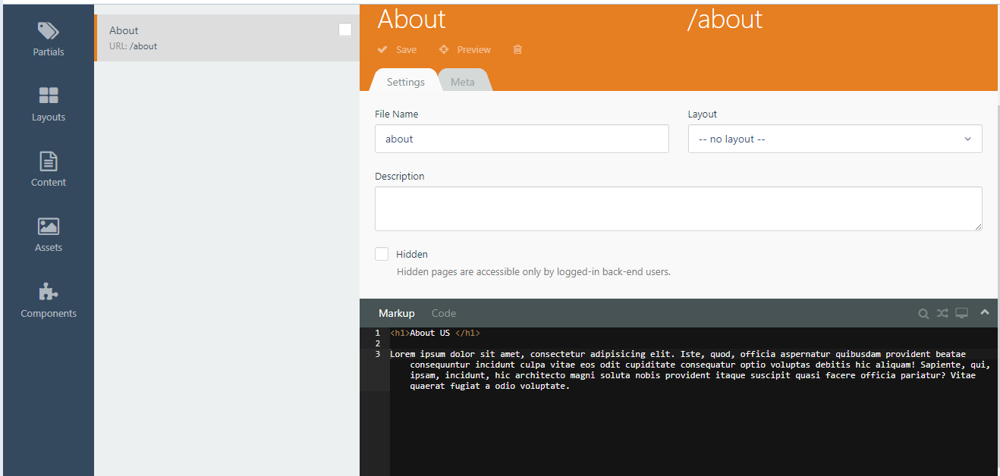 Partials
Layouts
Content
Assets
Components
About
URL: /about
About
/about
Save
Preview
Settings
Meta
File Name
about
Layout
-- no layout --
Description
Hidden
Hidden pages are accessible only by logged-in back-end users.
Markup
Code
1 <h1>About US </h1>
2
3 Lorem ipsum dolor sit amet, consectetur adipisicing elit. Iste, quod, officia aspernatur quibusdam provident beatae
consequuntur incidunt culpa vitae eos odit cupiditate consequatur optio voluptas debitis hic aliquam! Sapiente, qui,
ipsam, incidunt, hic architecto magni soluta nobis provident itaque suscipit quasi facere officia pariatur? Vitae
quaerat fugiat a odio voluptate.